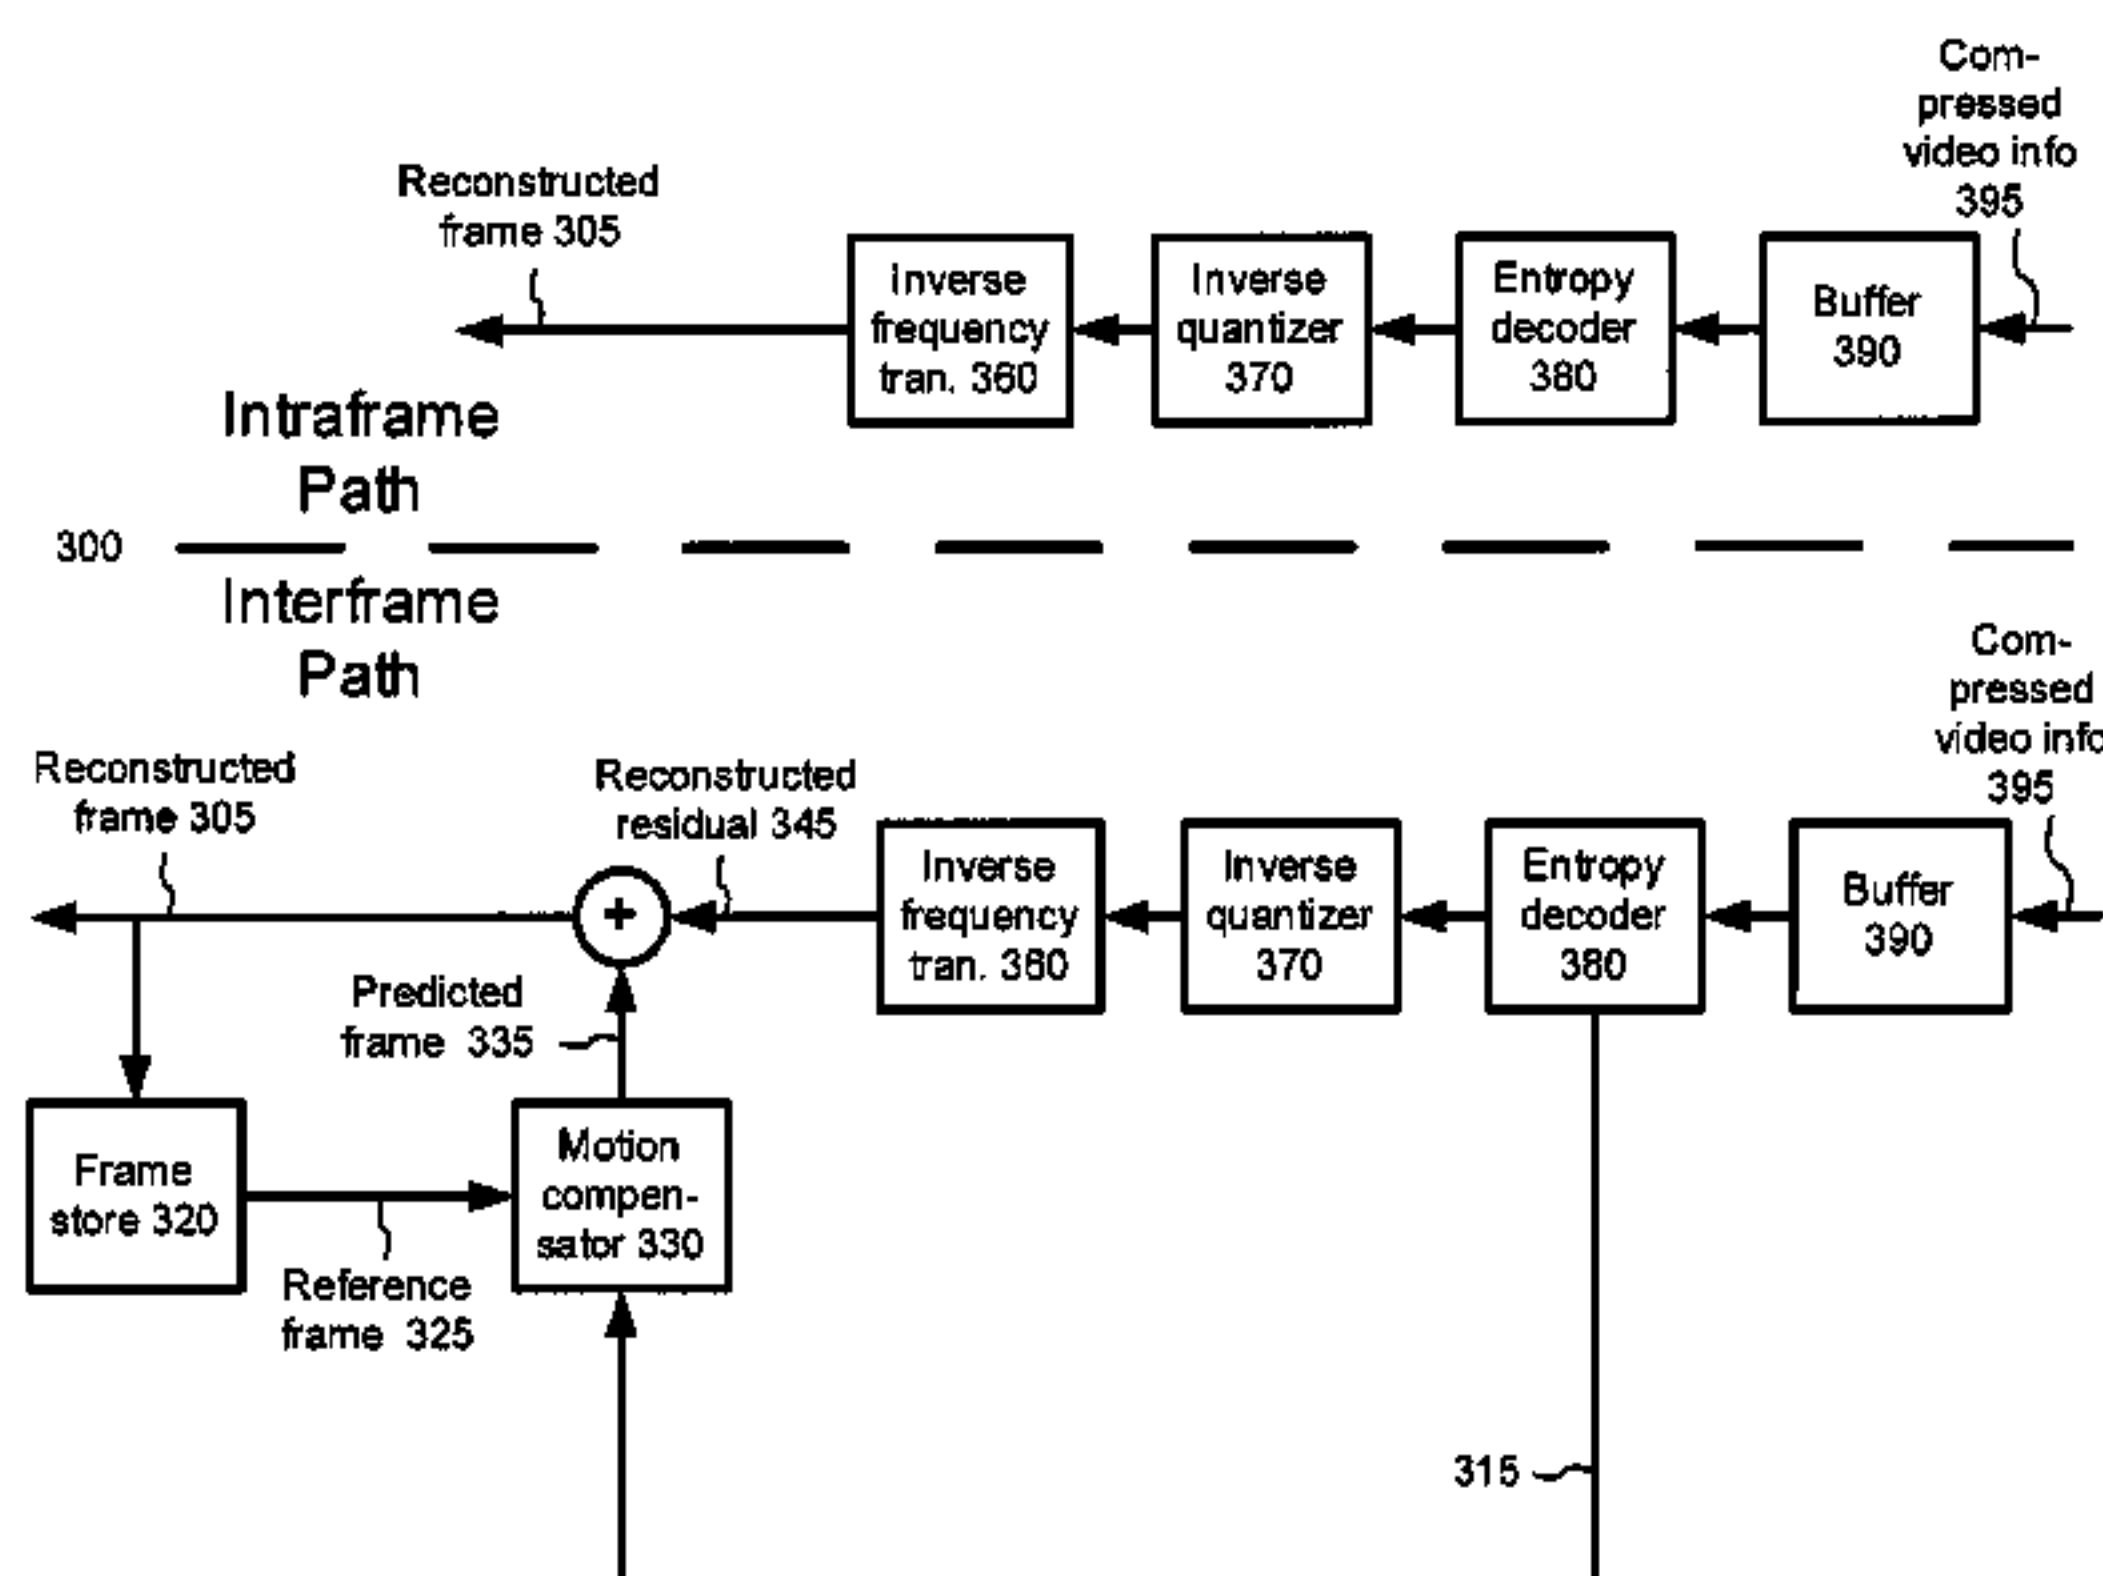 Com-
pressed
video info
395
Reconstructed
frame 305
Inverse
frequency
tran. 360
Inverse
quantizer
370
Entropy
decoder
380
Buffer
390
Intraframe
Path
300
Interframe
Path
Com-
pressed
video info
395
Reconstructed
frame 305
Reconstructed
residual 345
Inverse
frequency
tran. 360
Inverse
quantizer
370
Entropy
decoder
380
Buffer
390
+
Predicted
frame 335
Frame
store 320
Motion
compen-
sator 330
Reference
frame 325
315